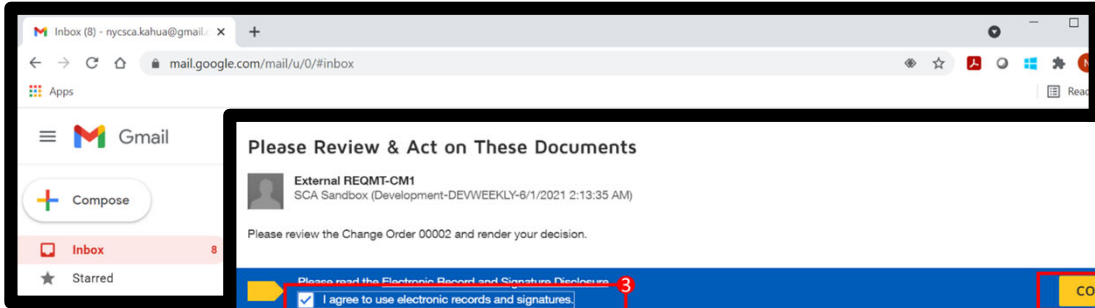 Inbox (8) - nycsca.kahua@gmail.c
mail.google.com/mail/u/0/#inbox
Apps
Gmail
Compose
Inbox 8
Starred
Please Review & Act on These Documents
External REQMT-CM1
SCA Sandbox (Development-DEVWEEKLY-6/1/2021 2:13:35 AM)
Please review the Change Order 00002 and render your decision.
Please read the Electronic Record and Signature Disclosure.
3
I agree to use electronic records and signatures.